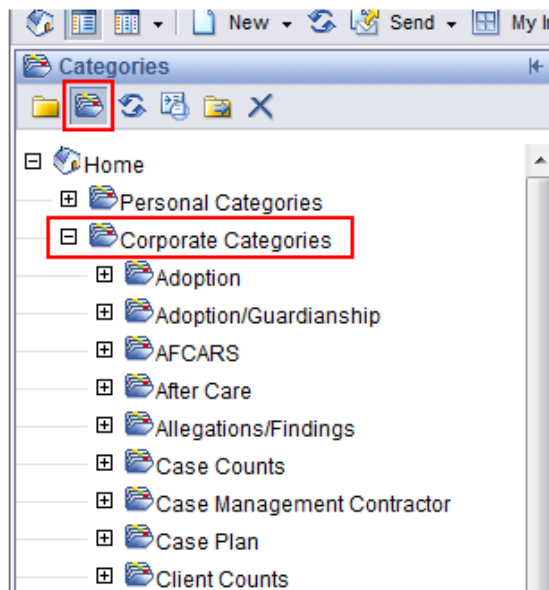 New Send My
Categories
Home
Personal Categories
Corporate Categories
Adoption
Adoption/Guardianship
AFCARS
After Care
Allegations/Findings
Case Counts
Case Management Contractor
Case Plan
Client Counts